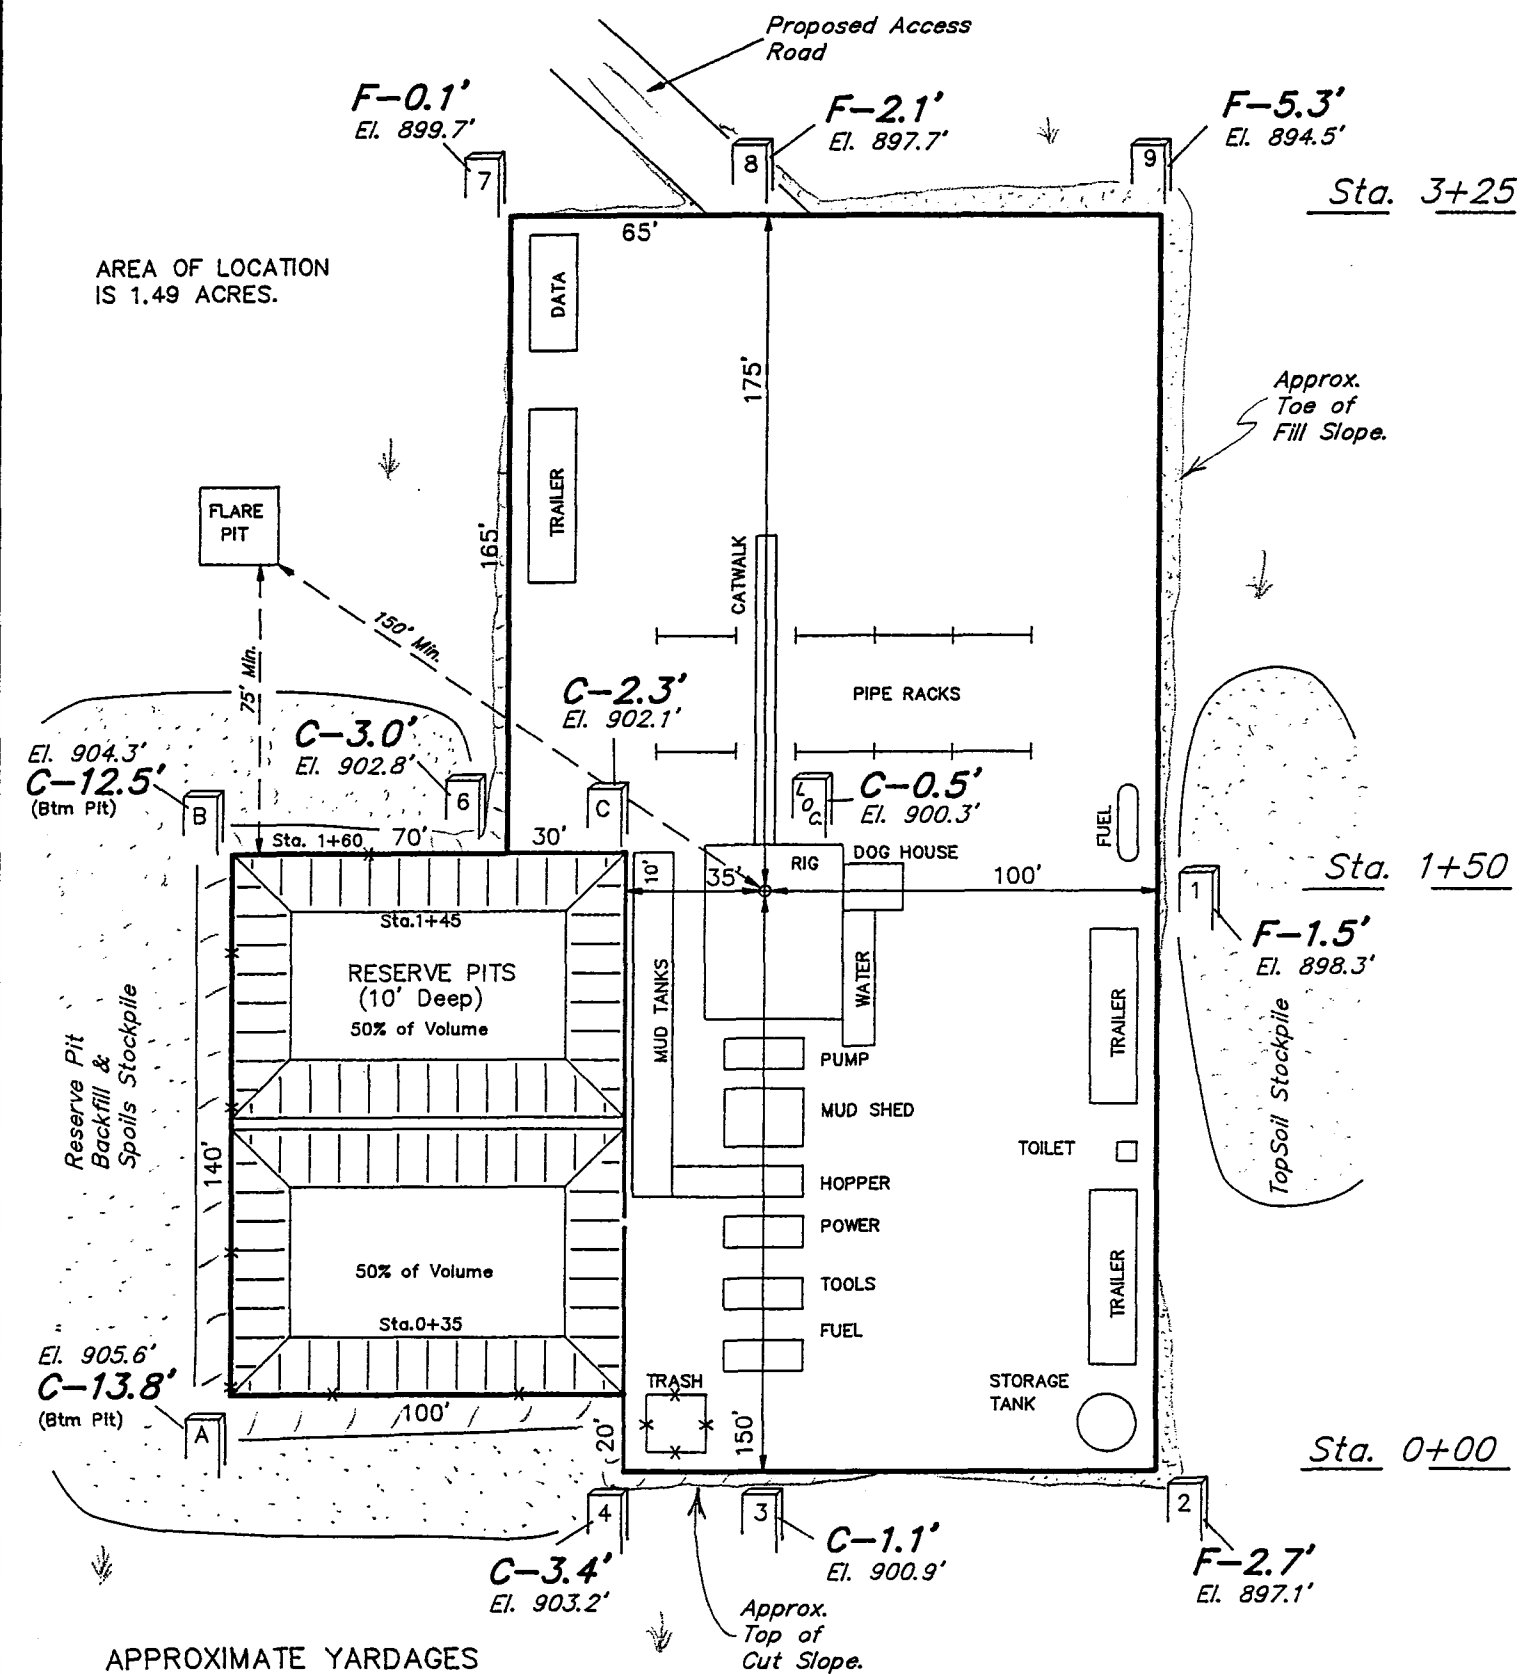 Proposed Access
Road
F-0.1'
El. 899.7'
F-2.1'
El. 897.7'
F-5.3'
El. 894.5'
7
8
9
Sta. 3+25
65'
AREA OF LOCATION
IS 1.49 ACRES.
DATA
175'
Approx.
Toe of
Fill Slope.
TRAILER
FLARE
PIT
165'
CATWALK
150' Min.
75' Min.
C-2.3'
El. 902.1'
PIPE RACKS
C-3.0'
El. 902.8'
El. 904.3'
C-12.5'
(Btm Pit)
B
6
C
LOC.
C-0.5'
El. 900.3'
FUEL
Sta. 1+60
70'
30'
10'
35'
RIG
DOG HOUSE
100'
Sta. 1+50
1
F-1.5'
El. 898.3'
Sta.1+45
RESERVE PITS
(10' Deep)
50% of Volume
MUD TANKS
WATER
TRAILER
Reserve Pit
Backfill &
Spoils Stockpile
TopSoil Stockpile
PUMP
MUD SHED
TOILET
140'
HOPPER
POWER
50% of Volume
TOOLS
TRAILER
Sta.0+35
FUEL
El. 905.6'
C-13.8'
(Btm Pit)
A
100'
TRASH
STORAGE
TANK
20'
150'
Sta. 0+00
4
3
2
C-3.4'
El. 903.2'
C-1.1'
El. 900.9'
F-2.7'
El. 897.1'
Approx.
Top of
Cut Slope.
APPROXIMATE YARDAGES